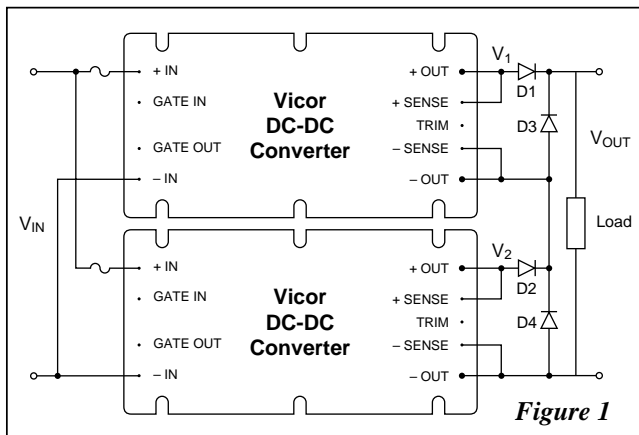 + IN
GATE IN
GATE OUT
– IN
Vicor
DC-DC
Converter
+ OUT
+ SENSE
TRIM
– SENSE
– OUT
V1
D1
D3
VOUT
Load
VIN
+ IN
GATE IN
GATE OUT
– IN
Vicor
DC-DC
Converter
+ OUT
+ SENSE
TRIM
– SENSE
– OUT
V2
D2
D4
Figure 1